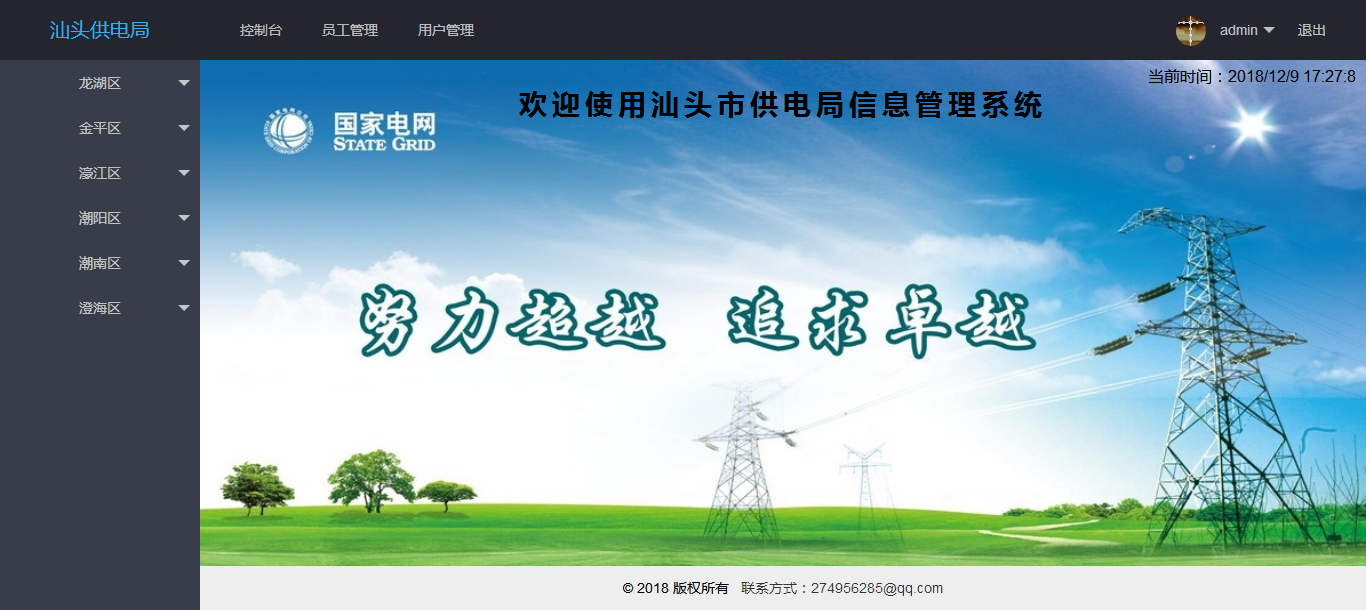 汕头供电局 控制台 员工管理 用户管理 admin 退出
龙湖区
金平区
濠江区
潮阳区
潮南区
澄海区
当前时间：2018/12/9 17:27:8
欢迎使用汕头市供电局信息管理系统
国家电网
STATE GRID
努力超越 追求卓越
© 2018 版权所有 联系方式：274956285@qq.com